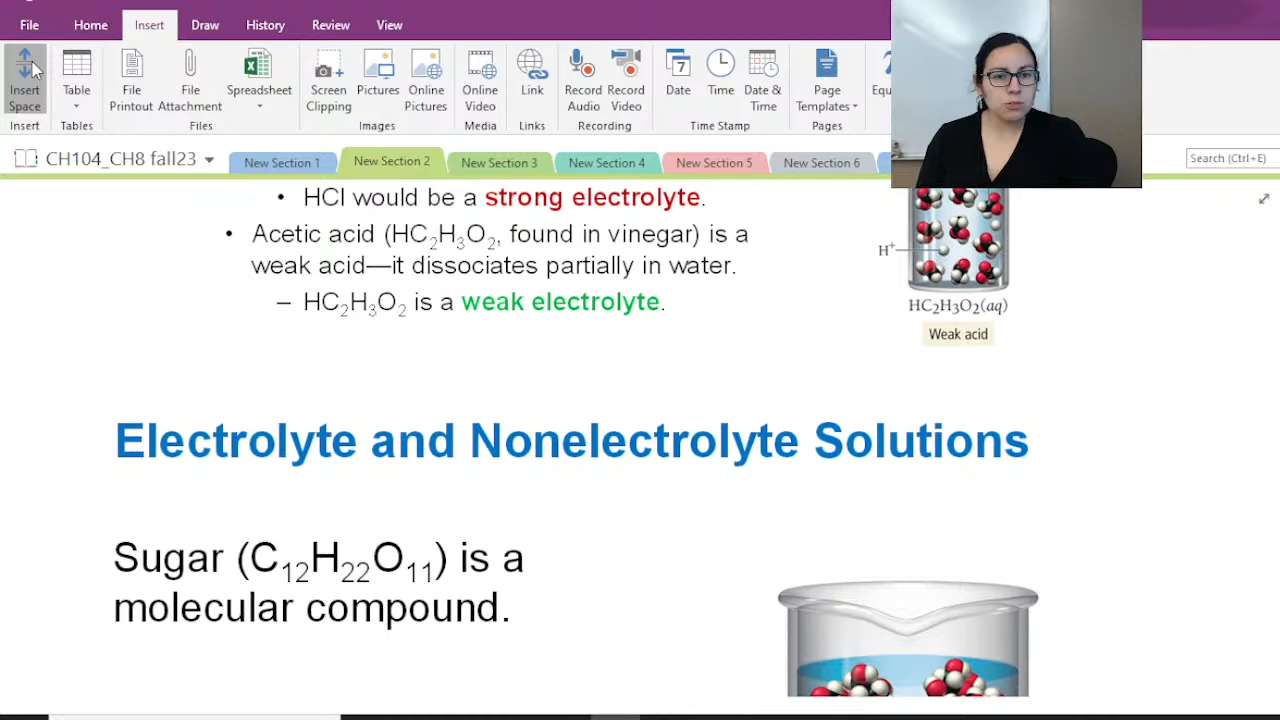 File Home Insert Draw History Review View
Insert Space Table File Printout File Attachment Spreadsheet Screen Clipping Pictures Online Pictures Online Video Link Record Audio Record Video Date Time Date & Time Page Templates
Insert Tables Files Images Media Links Recording Time Stamp Pages
CH104_CH8 fall23 New Section 1 New Section 2 New Section 3 New Section 4 New Section 5 New Section 6 Search (Ctrl+E)
• HCl would be a strong electrolyte.
• Acetic acid (HC₂H₃O₂, found in vinegar) is a
weak acid—it dissociates partially in water.
– HC₂H₃O₂ is a weak electrolyte.
H⁺
HC₂H₃O₂(aq)
Weak acid
Electrolyte and Nonelectrolyte Solutions
Sugar (C₁₂H₂₂O₁₁) is a
molecular compound.